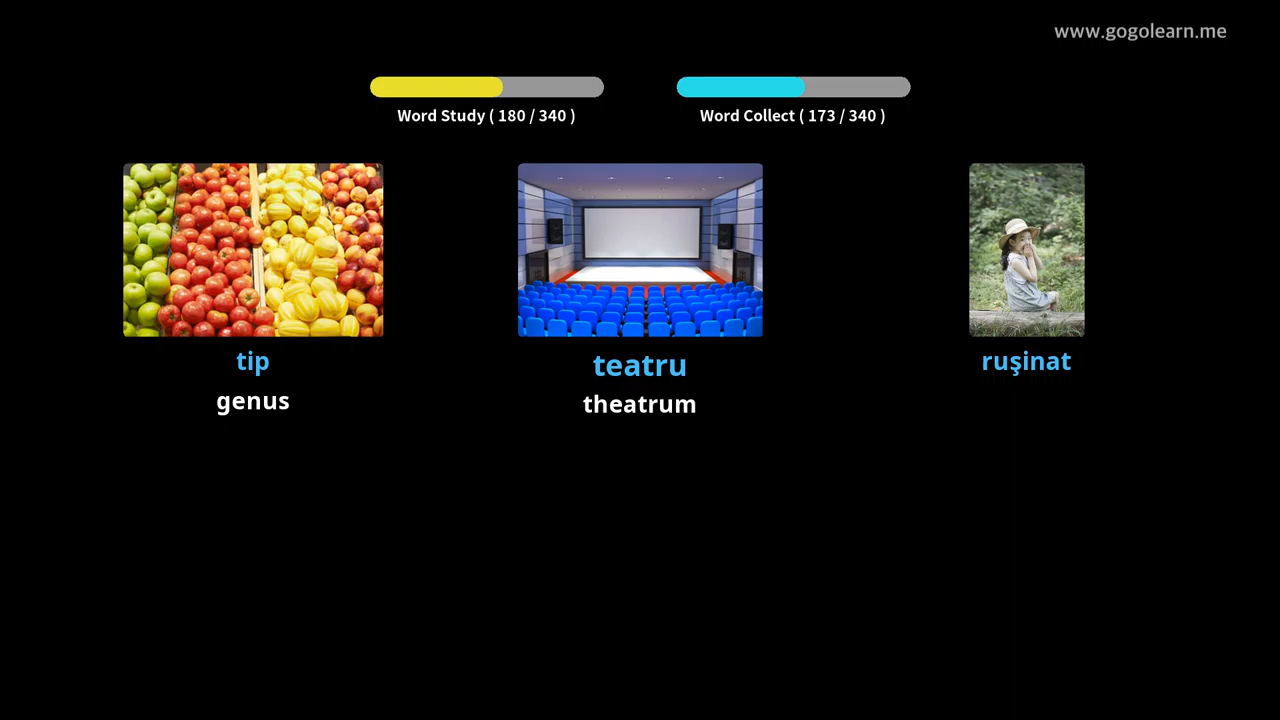 www.gogolearn.me
Word Study ( 180 / 340 )
Word Collect ( 173 / 340 )
tip
genus
teatru
theatrum
ruşinat